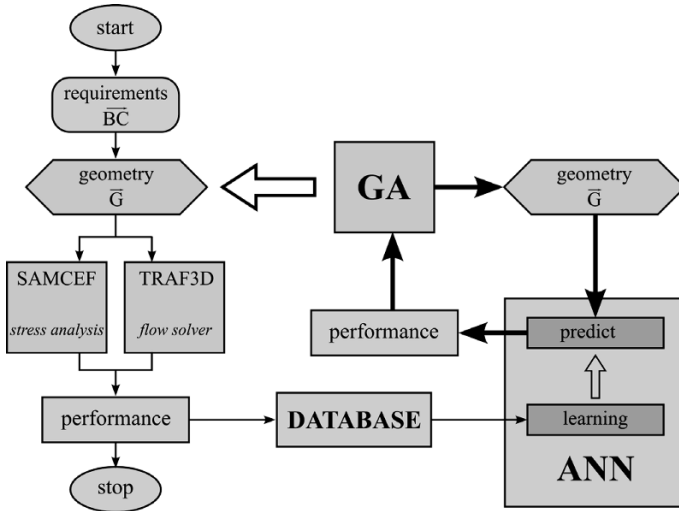 start
requirements
BC
geometry
G
SAMCEF
stress analysis
TRAF3D
flow solver
performance
stop
DATABASE
GA
geometry
G
performance
predict
learning
ANN